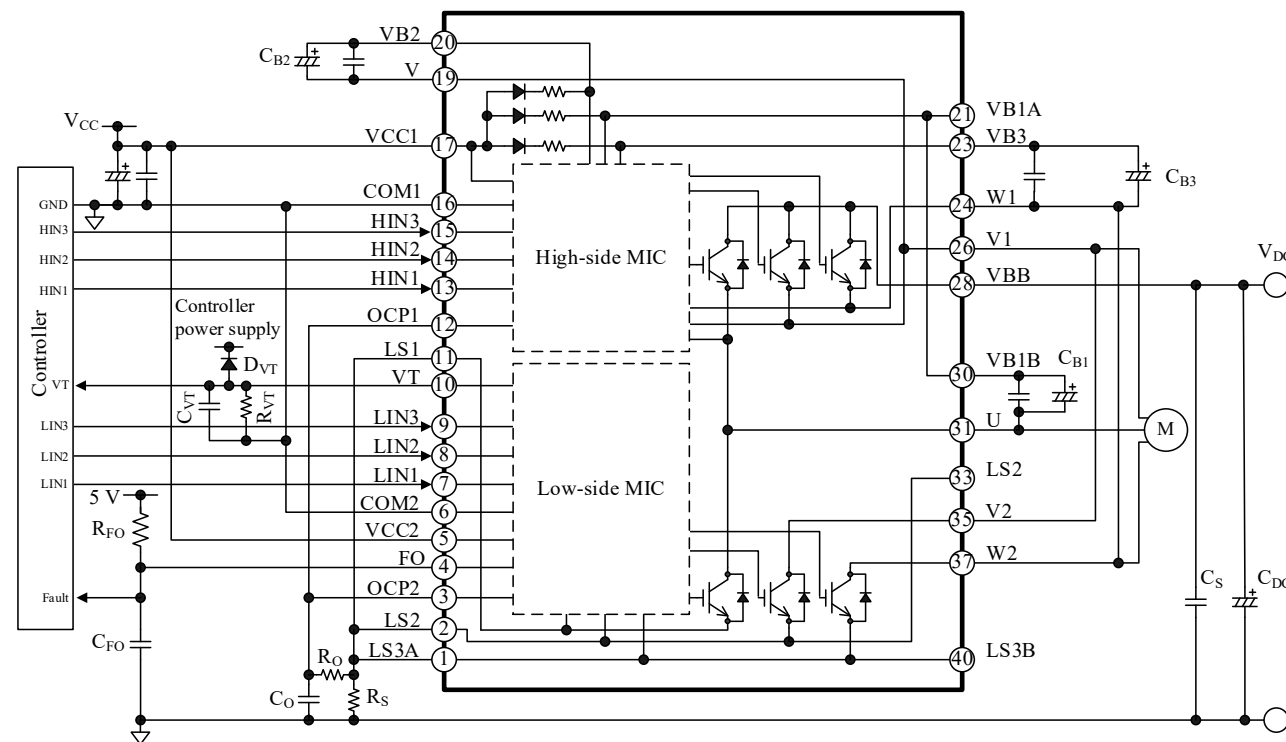 VB2
20
CB2
+
V
19
VCC
VCC1
17
+
COM1
16
GND
HIN3
15
HIN3
HIN2
14
HIN2
HIN1
13
HIN1
Controller
power supply
OCP1
12
LS1
11
DVT
VT
10
VT
CVT
RVT
LIN3
9
LIN3
LIN2
8
LIN2
LIN1
7
LIN1
5 V
COM2
6
RFO
VCC2
5
FO
4
Fault
OCP2
3
LS2
2
CFO
RO
LS3A
1
CO
RS
Controller
High-side MIC
Low-side MIC
21
VB1A
23
VB3
+
CB3
24
W1
26
V1
28
VBB
VB1B
30
CB1
+
31
U
M
33
LS2
35
V2
37
W2
40
LS3B
CS
+